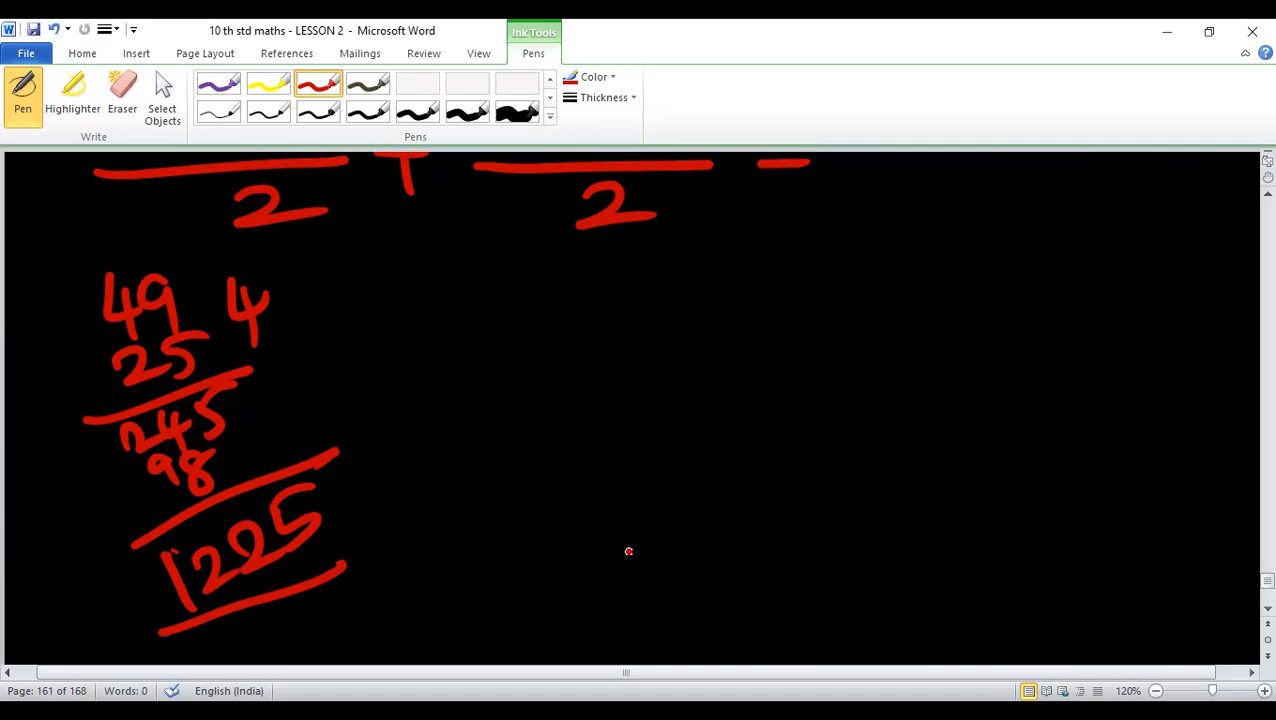 10 th std maths - LESSON 2 - Microsoft Word
Ink Tools
File Home Insert Page Layout References Mailings Review View Pens
Pen Highlighter Eraser Select Objects
Color
Thickness
Write Pens
+ =
2 2
49 4
25
245
98
1225
Page: 161 of 168 Words: 0 English (India) 120%